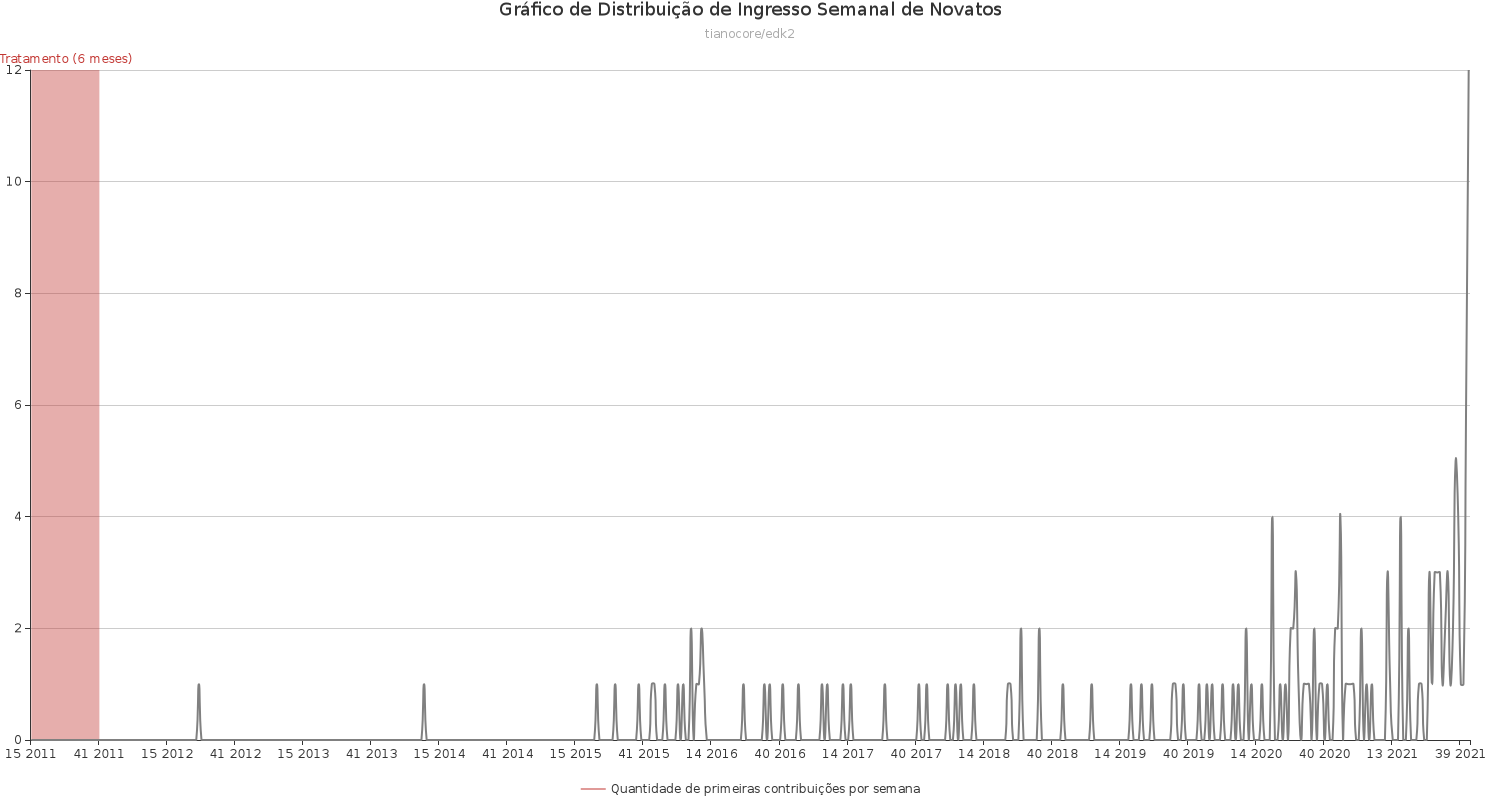 Gráfico de Distribuição de Ingresso Semanal de Novatos
tianocore/edk2
Tratamento (6 meses)
12
10
8
6
4
2
0
15 2011 41 2011 15 2012 41 2012 15 2013 41 2013 15 2014 41 2014 15 2015 41 2015 14 2016 40 2016 14 2017 40 2017 14 2018 40 2018 14 2019 40 2019 14 2020 40 2020 13 2021 39 2021
Quantidade de primeiras contribuições por semana